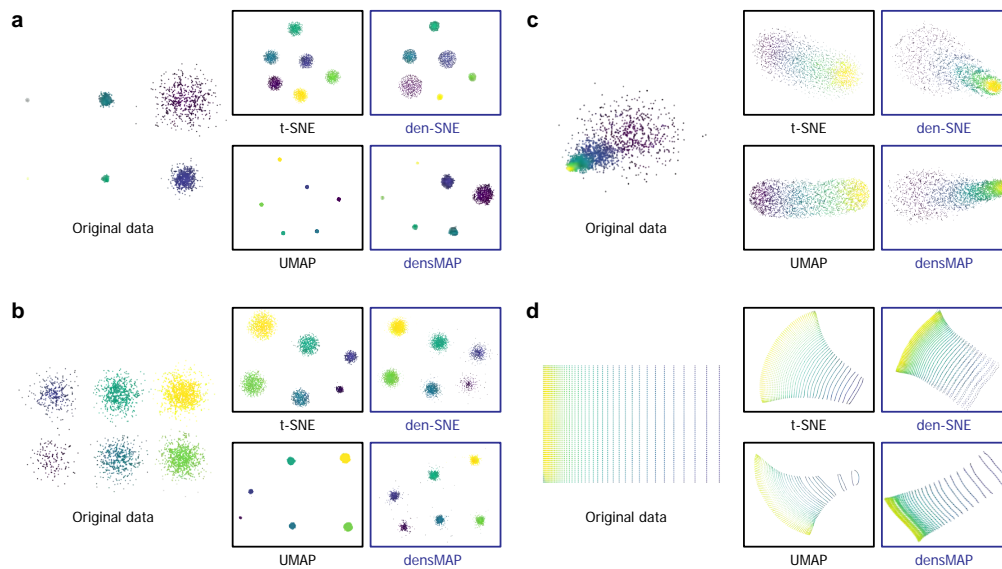 a
t-SNE
den-SNE
Original data
UMAP
densMAP
b
t-SNE
den-SNE
Original data
UMAP
densMAP
c
t-SNE
den-SNE
Original data
UMAP
densMAP
d
t-SNE
den-SNE
Original data
UMAP
densMAP